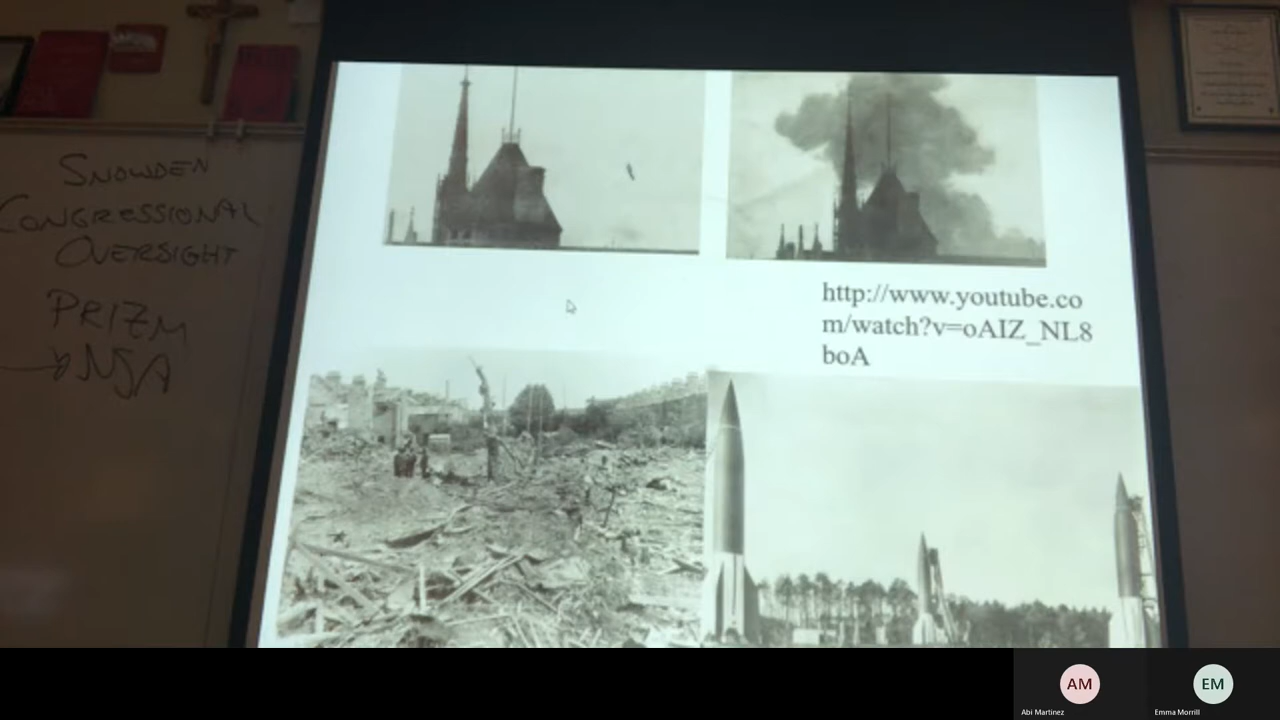 SNOWDEN
CONGRESSIONAL
OVERSIGHT
PRIZM
NSA
http://www.youtube.co
m/watch?v=oAIZ_NL8
boA
AM
EM
Abi Martinez
Emma Morrill